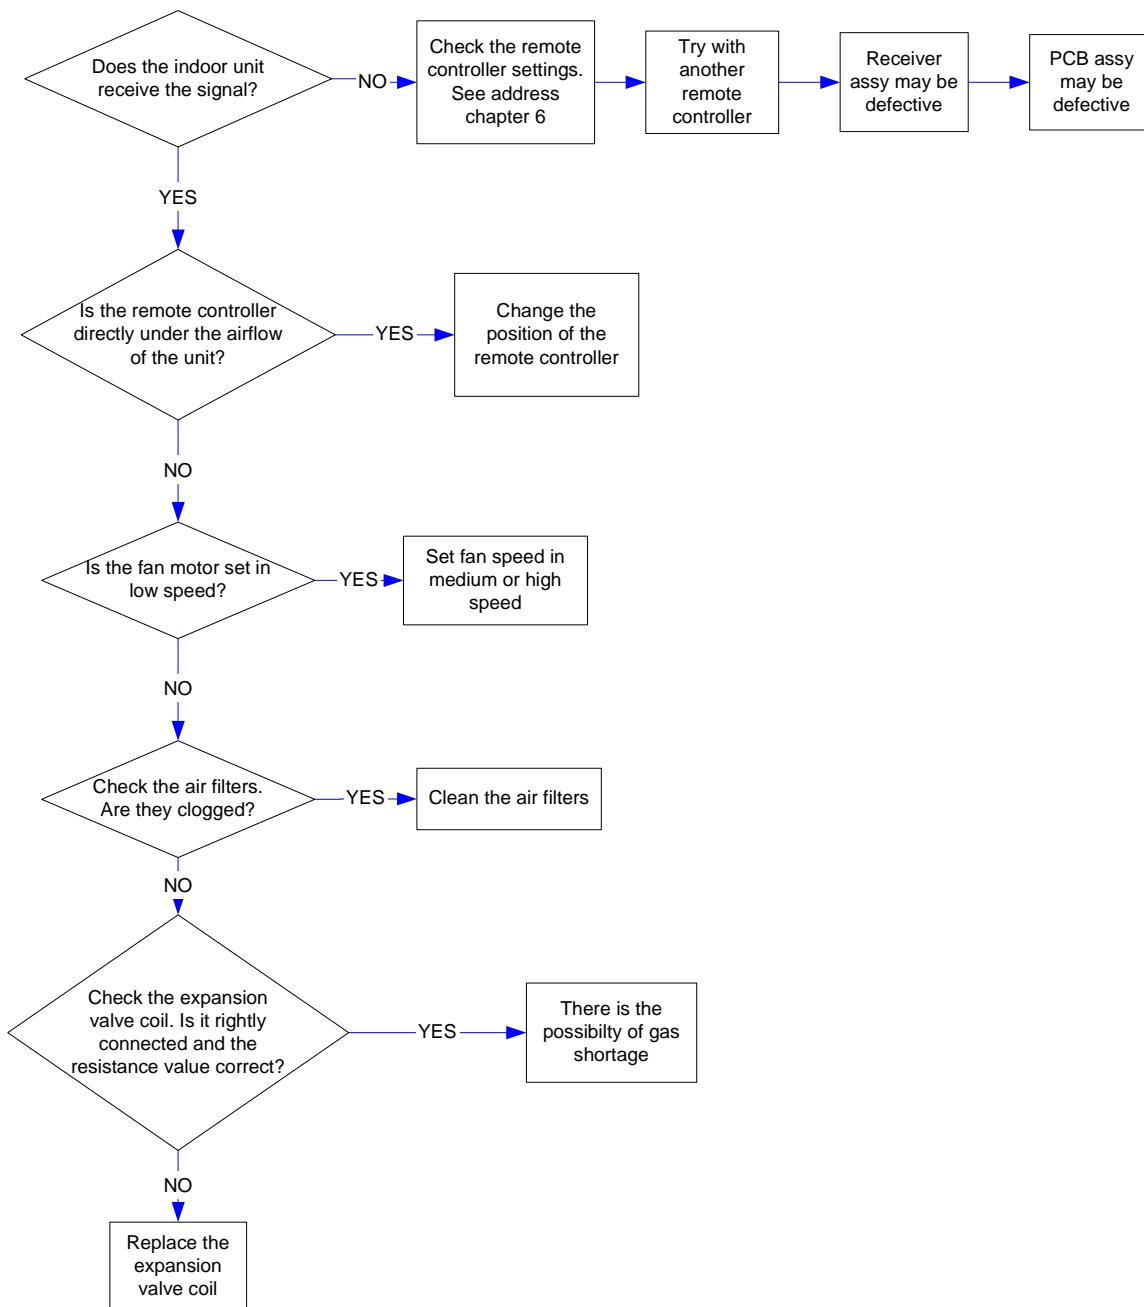 Does the indoor unit
receive the signal?
NO
Check the remote
controller settings.
See address
chapter 6
Try with
another
remote
controller
Receiver
assy may be
defective
PCB assy
may be
defective
YES
Is the remote controller
directly under the airflow
of the unit?
YES
Change the
position of the
remote controller
NO
Is the fan motor set in
low speed?
YES
Set fan speed in
medium or high
speed
NO
Check the air filters.
Are they clogged?
YES
Clean the air filters
NO
Check the expansion
valve coil. Is it rightly
connected and the
resistance value correct?
YES
There is the
possibilty of gas
shortage
NO
Replace the
expansion
valve coil